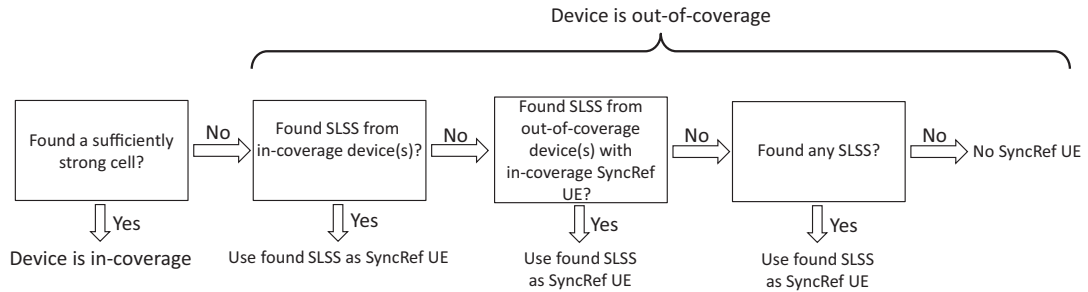 Device is out-of-coverage
Found a sufficiently
strong cell?
No
Found SLSS from
in-coverage device(s)?
No
Found SLSS from
out-of-coverage
device(s) with
in-coverage SyncRef
UE?
No
Found any SLSS?
No
No SyncRef UE
Yes
Device is in-coverage
Yes
Use found SLSS as SyncRef UE
Yes
Use found SLSS
as SyncRef UE
Yes
Use found SLSS
as SyncRef UE